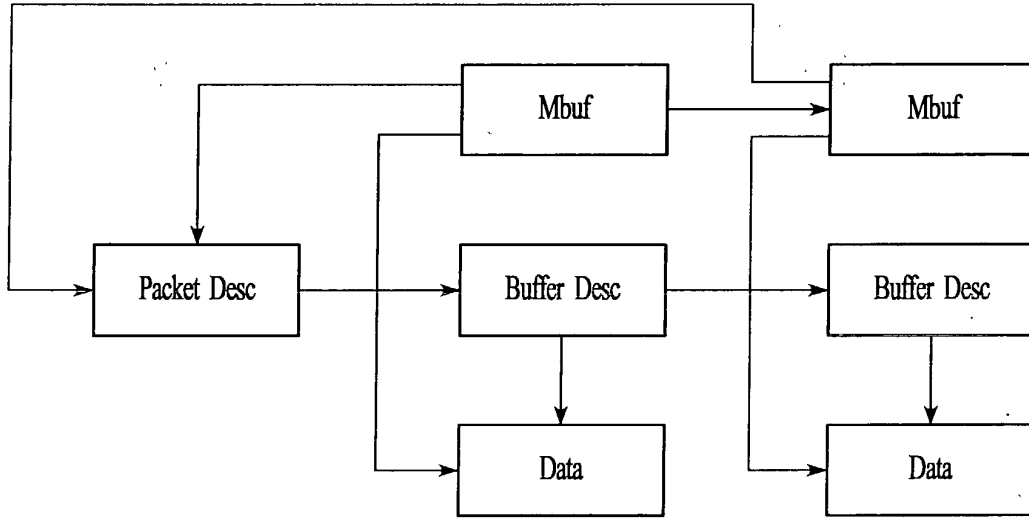 Mbuf
Mbuf
Packet Desc
Buffer Desc
Buffer Desc
Data
Data